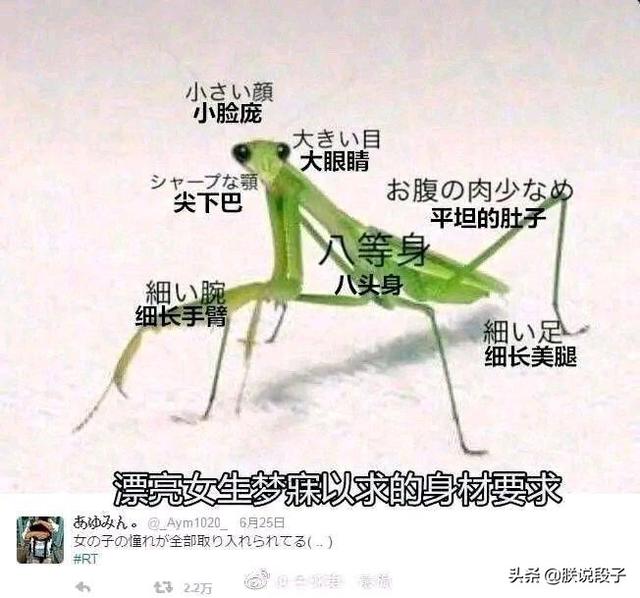 小さい顔
小脸庞
大きい目
大眼睛
シャープな顎
尖下巴
お腹の肉少なめ
平坦的肚子
八等身
八头身
細い腕
细长手臂
細い足
细长美腿
漂亮女生梦寐以求的身材要求
あゆみん。 @_Aym1020_ 6月25日
女の子の憧れが全部取り入れられてる( .. )
#RT
2.2万
头条 @朕说段子